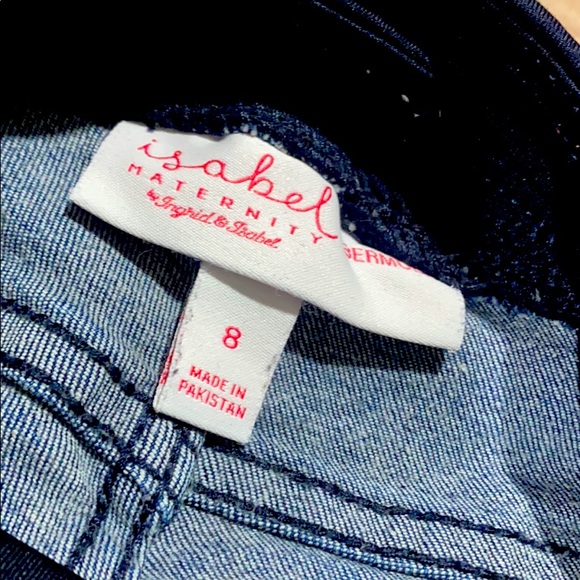 isabel
MATERNITY
by Ingrid & Isabel
8
MADE IN
PAKISTAN